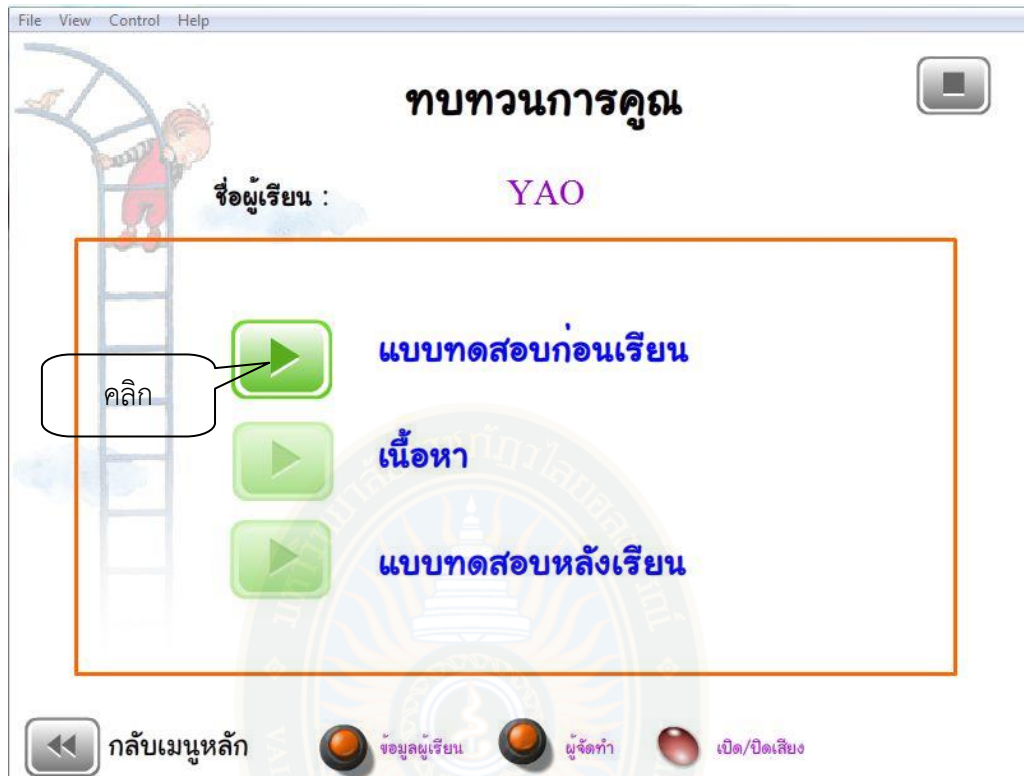 File View Control Help
ทบทวนการคูณ
ชื่อผู้เรียน : YAO
แบบทดสอบก่อนเรียน
คลิก
เนื้อหา
แบบทดสอบหลังเรียน
กลับเมนูหลัก ข้อมูลผู้เรียน ผู้จัดทำ เปิด/ปิดเสียง